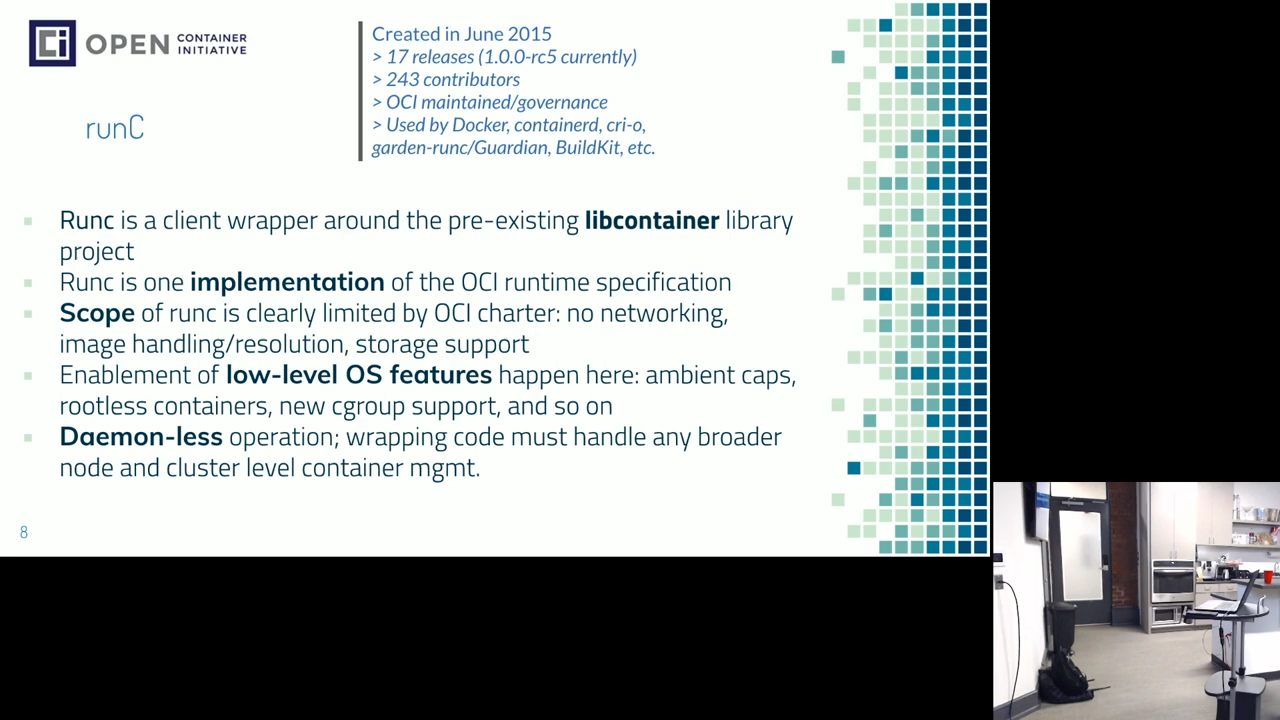 Ci OPEN CONTAINER INITIATIVE
Created in June 2015
> 17 releases (1.0.0-rc5 currently)
> 243 contributors
> OCI maintained/governance
> Used by Docker, containerd, cri-o,
garden-runc/Guardian, BuildKit, etc.
runC
Runc is a client wrapper around the pre-existing libcontainer library
project
Runc is one implementation of the OCI runtime specification
Scope of runc is clearly limited by OCI charter: no networking,
image handling/resolution, storage support
Enablement of low-level OS features happen here: ambient caps,
rootless containers, new cgroup support, and so on
Daemon-less operation; wrapping code must handle any broader
node and cluster level container mgmt.
8